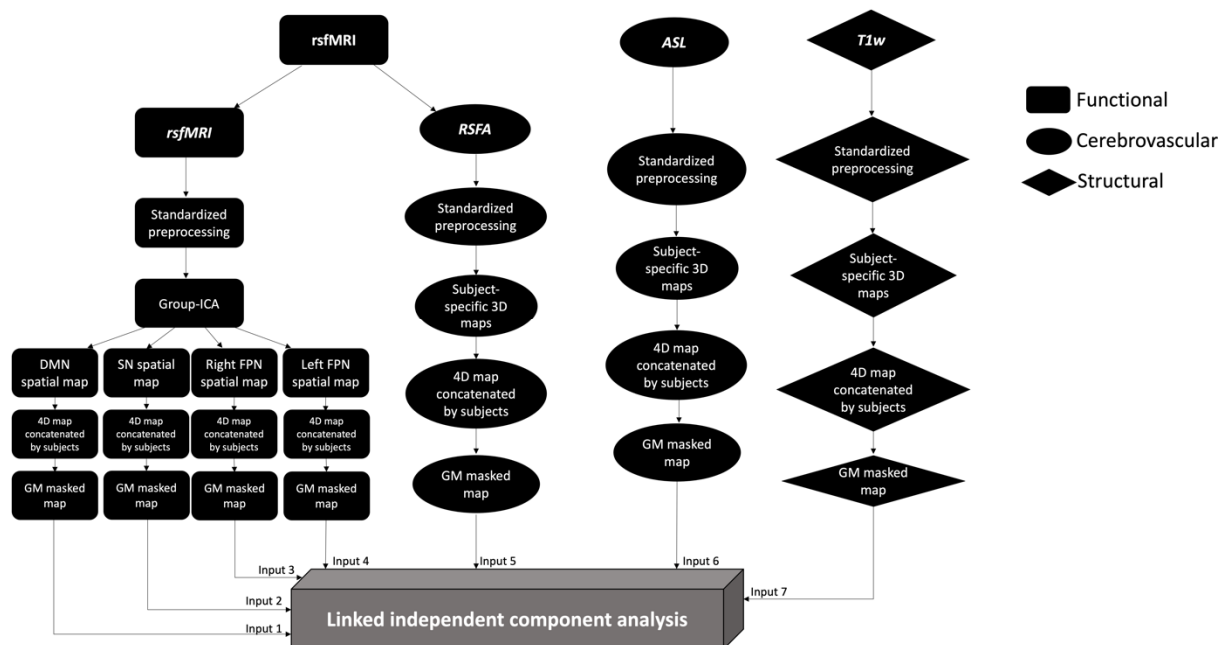 rsfMRI
ASL
T1w
Functional
Cerebrovascular
Structural
rsfMRI
RSFA
Standardized
preprocessing
Standardized
preprocessing
Standardized
preprocessing
Standardized
preprocessing
Subject-
specific 3D
maps
Subject-
specific 3D
maps
Subject-
specific 3D
maps
Group-ICA
DMN
spatial map
SN spatial
map
Right FPN
spatial map
Left FPN
spatial map
4D map
concatenated
by subjects
4D map
concatenated
by subjects
4D map
concatenated
by subjects
4D map
concatenated
by subjects
4D map
concatenated
by subjects
4D map
concatenated
by subjects
4D map
concatenated
by subjects
GM masked
map
GM masked
map
GM masked
map
GM masked
map
GM masked
map
GM masked
map
GM masked
map
Input 4
Input 5
Input 6
Input 3
Input 7
Input 2
Input 1
Linked independent component analysis